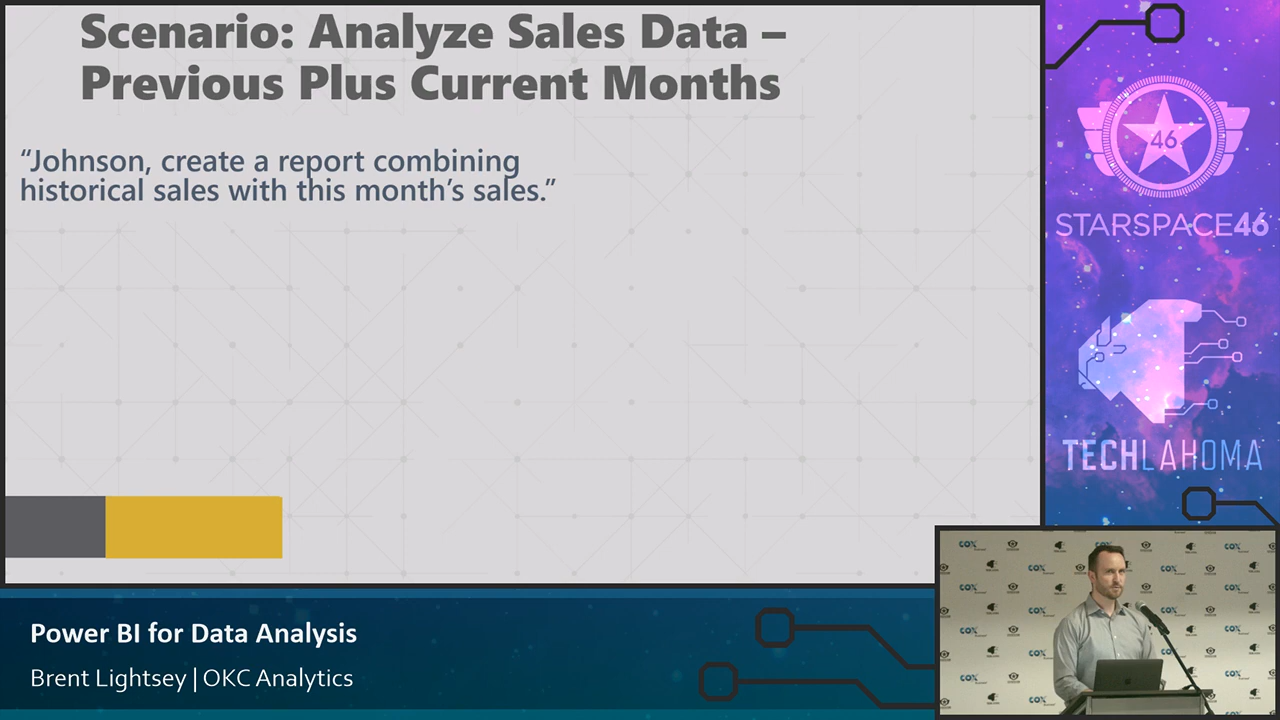 Scenario: Analyze Sales Data –
Previous Plus Current Months
“Johnson, create a report combining
historical sales with this month’s sales.”
46
STARSPACE46
TECHLAHOMA
COX
Power BI for Data Analysis
Brent Lightsey | OKC Analytics